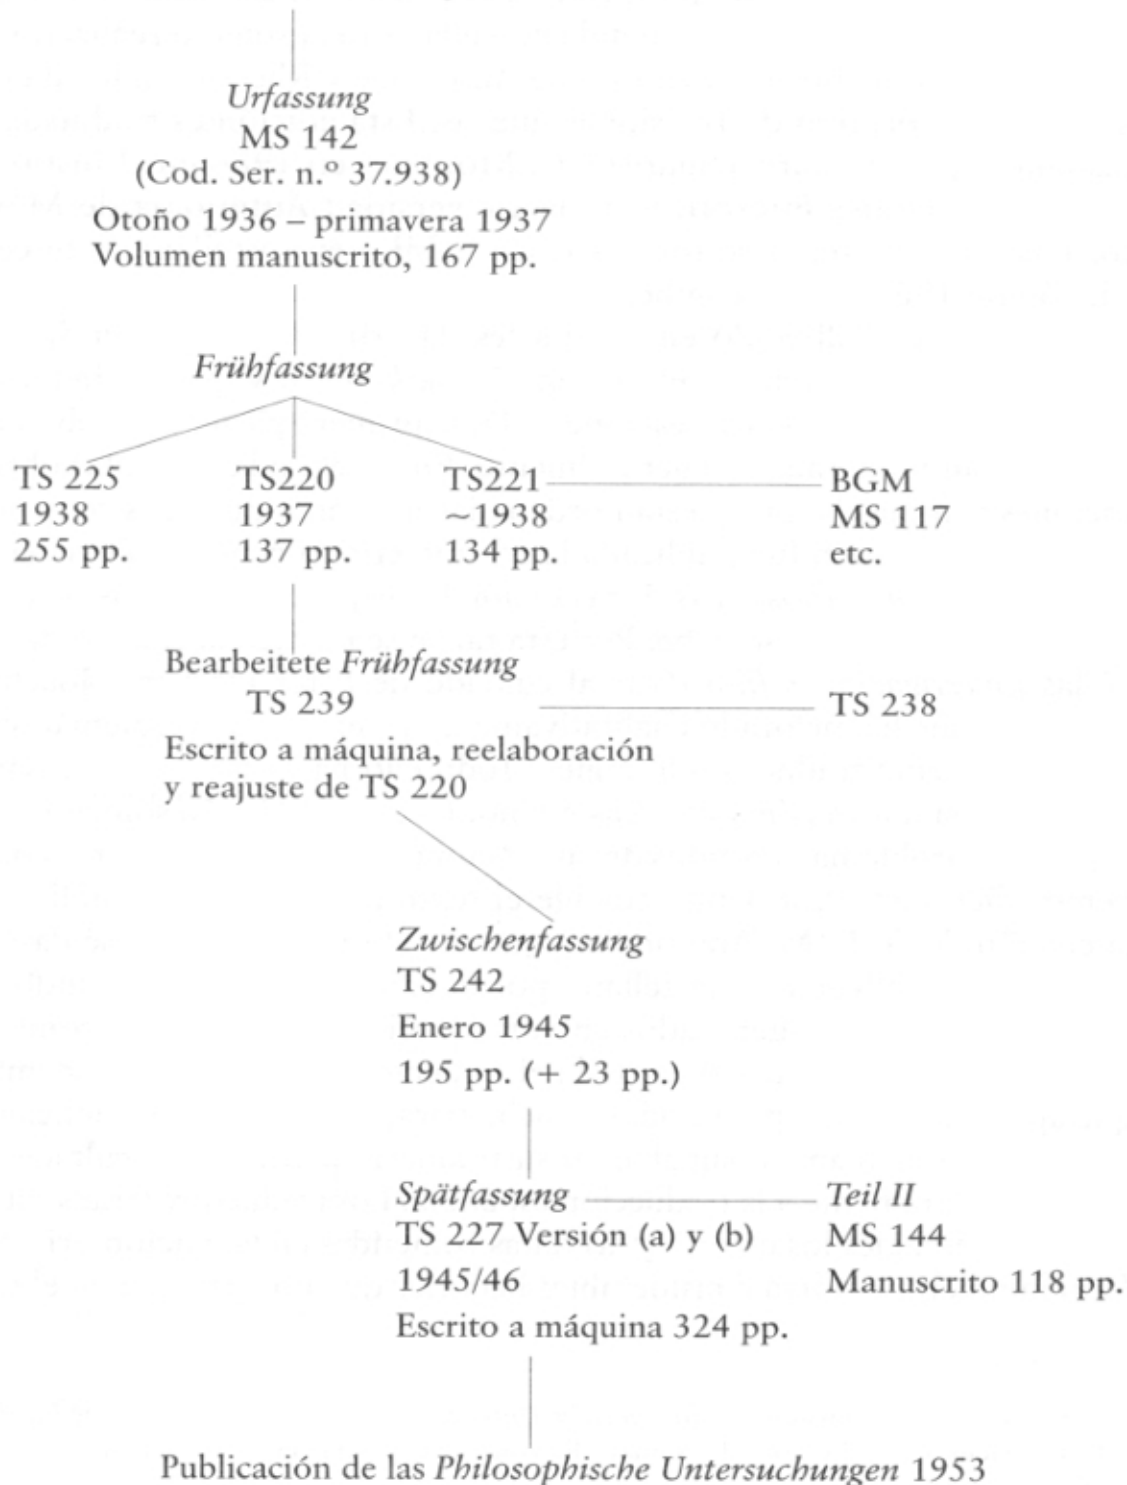 Urfassung
MS 142
(Cod. Ser. n.º 37.938)
Otoño 1936 – primavera 1937
Volumen manuscrito, 167 pp.
Frühfassung
TS 225
1938
255 pp.
TS220
1937
137 pp.
TS221
~1938
134 pp.
BGM
MS 117
etc.
Bearbeitete Frühfassung
TS 239
TS 238
Escrito a máquina, reelaboración
y reajuste de TS 220
Zwischenfassung
TS 242
Enero 1945
195 pp. (+ 23 pp.)
Spätfassung
TS 227 Versión (a) y (b)
1945/46
Escrito a máquina 324 pp.
Teil II
MS 144
Manuscrito 118 pp.
Publicación de las Philosophische Untersuchungen 1953